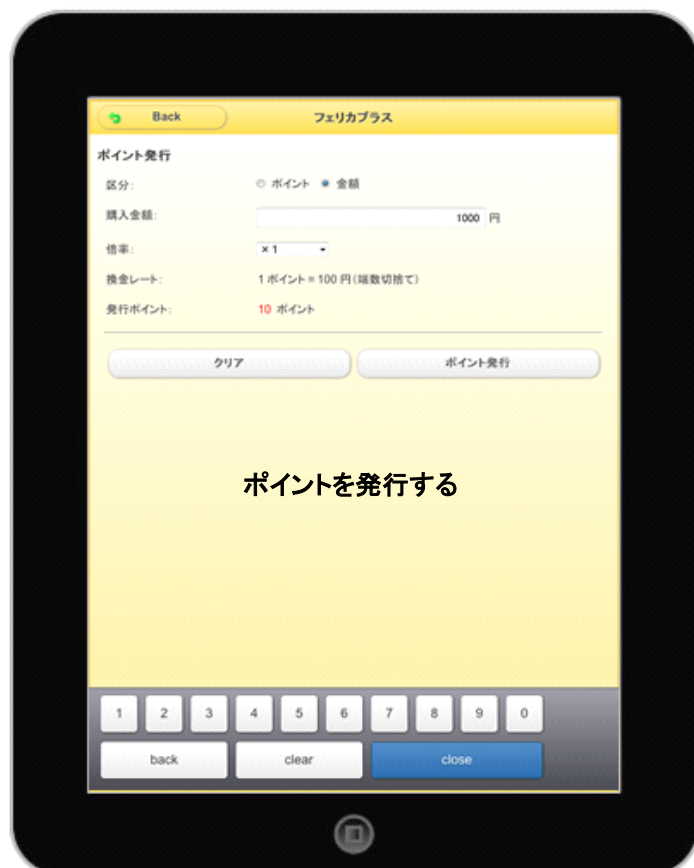 Back フェリカプラス
ポイント発行
区分: ポイント 金額
購入金額: 1000 円
倍率: ×1
換金レート: 1 ポイント = 100 円(端数切捨て)
発行ポイント: 10 ポイント
クリア ポイント発行
ポイントを発行する
1 2 3 4 5 6 7 8 9 0
back clear close